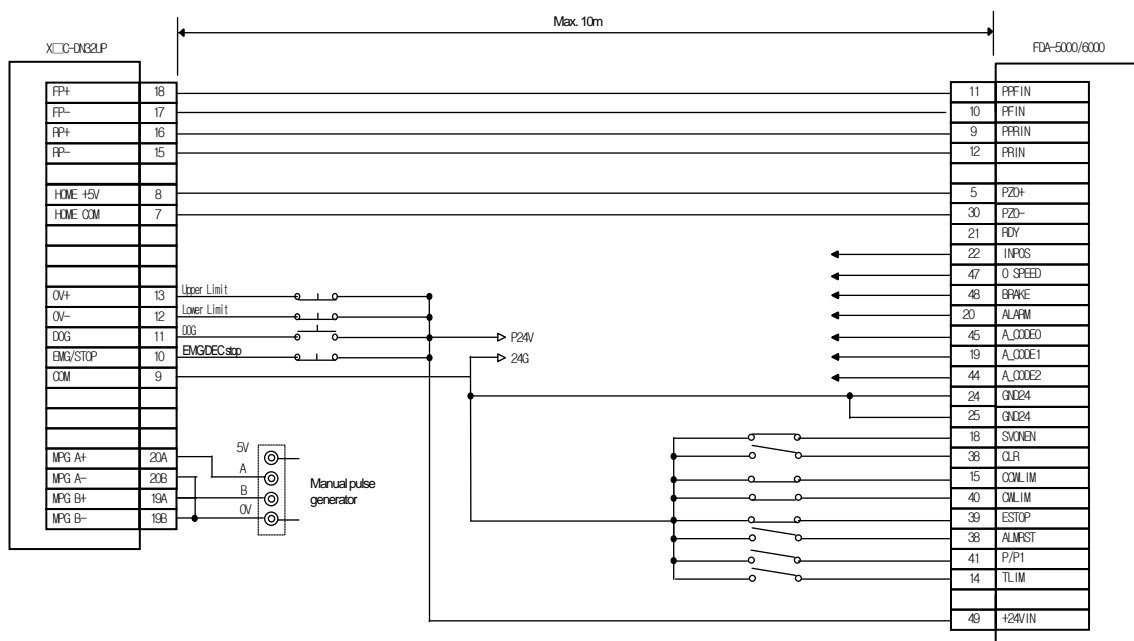 Max. 10m
X□C-DN32UP
FDA-5000/6000
FP+ 18
FP- 17
RP+ 16
RP- 15
HOME +5V 8
HOME COM 7
OV+ 13 Upper Limit
OV- 12 Lower Limit
DOG 11 DOG
EMG/STOP 10 EMG/DEC stop
COM 9
MPG A+ 20A
MPG A- 20B
MPG B+ 19A
MPG B- 19B
5V
A
B
0V
Manual pulse
generator
P24V
24G
11 PPFIN
10 PFIN
9 PPRIN
12 PRIN
5 PZO+
30 PZO-
21 RDY
22 INPOS
47 0 SPEED
48 BRAKE
20 ALARM
45 A_CODE0
19 A_CODE1
44 A_CODE2
24 GND24
25 GND24
18 SVONEN
38 CLR
15 CCWLIM
40 CWLIM
39 ESTOP
38 ALMRST
41 P/P1
14 TLIM
49 +24VIN